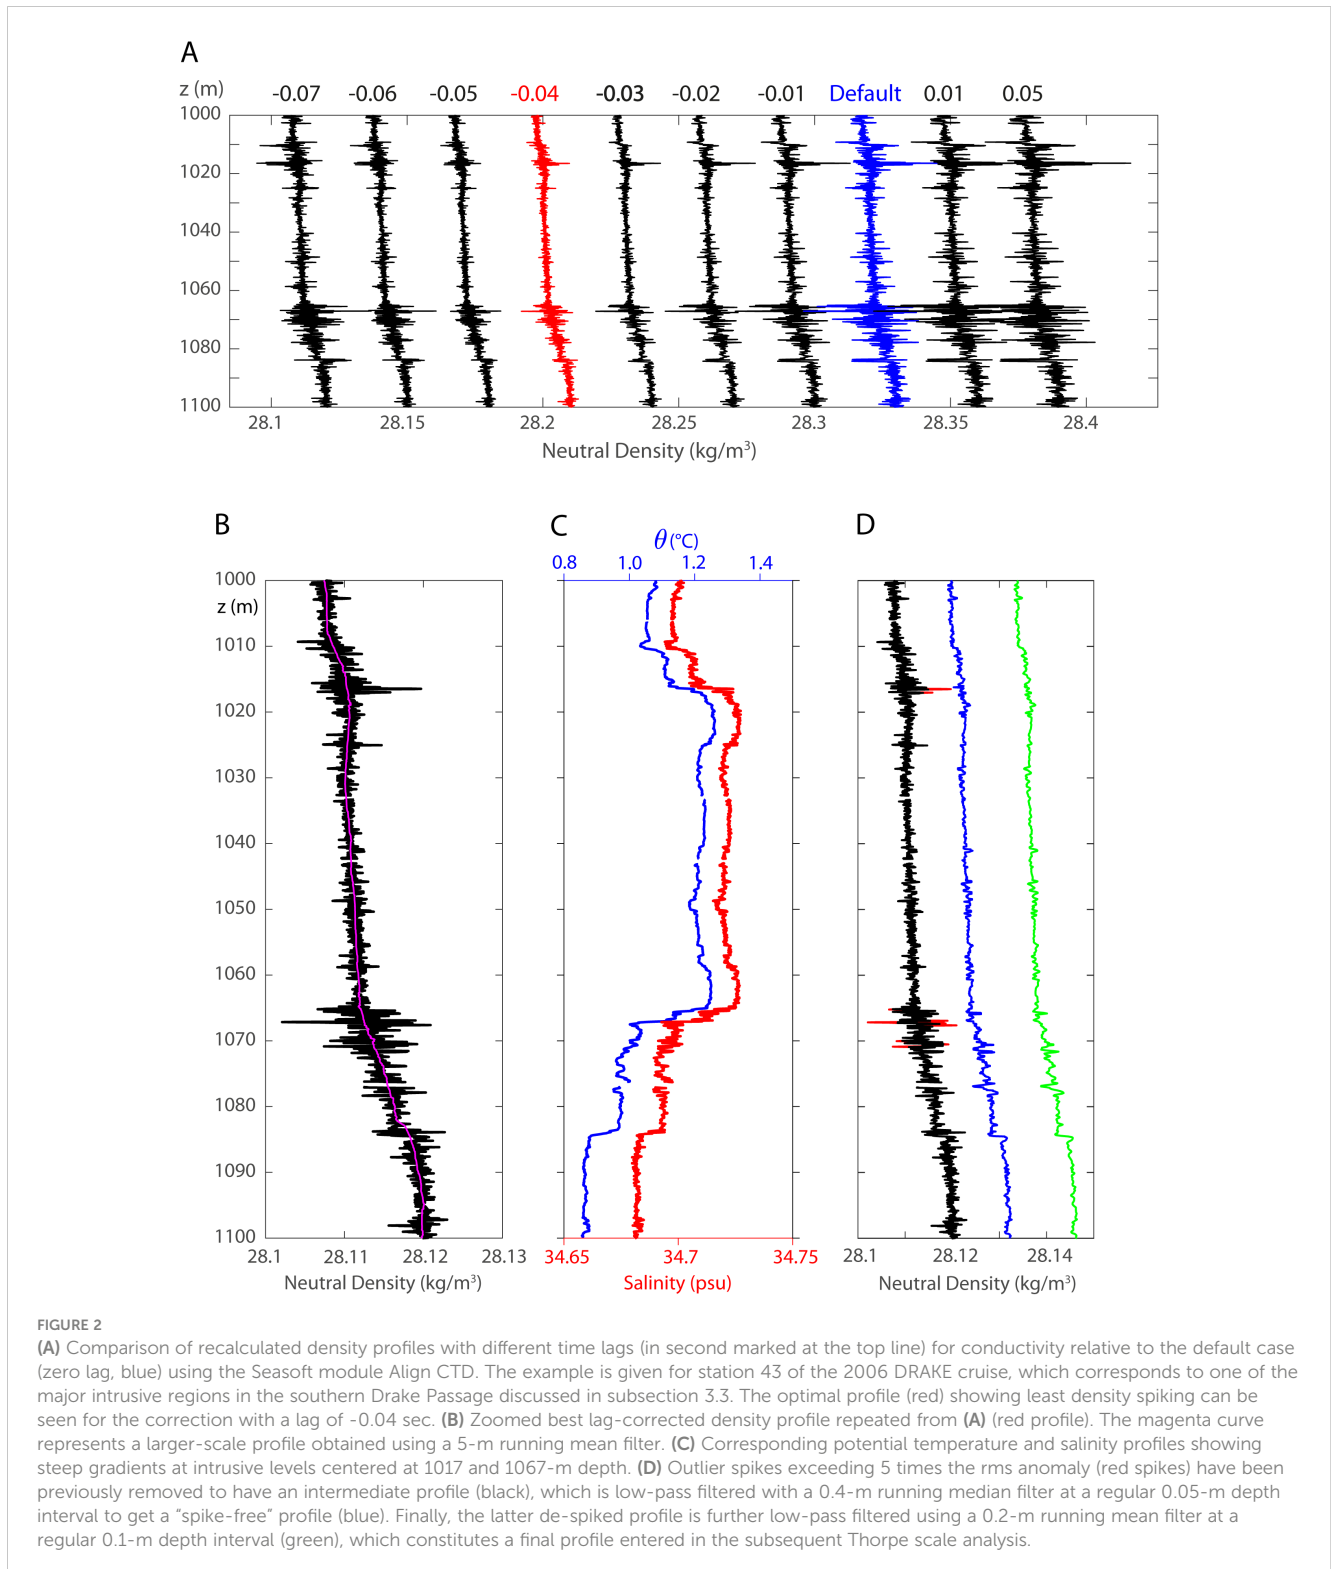 A
z (m) -0.07 -0.06 -0.05 -0.04 -0.03 -0.02 -0.01 Default 0.01 0.05
1000
1020
1040
1060
1080
1100
28.1 28.15 28.2 28.25 28.3 28.35 28.4
Neutral Density (kg/m³)
B
1000
z (m)
1010
1020
1030
1040
1050
1060
1070
1080
1090
1100
28.1 28.11 28.12 28.13
Neutral Density (kg/m³)
C
θ (°C)
0.8 1.0 1.2 1.4
34.65 34.7 34.75
Salinity (psu)
D
28.1 28.12 28.14
Neutral Density (kg/m³)
FIGURE 2
(A) Comparison of recalculated density profiles with different time lags (in second marked at the top line) for conductivity relative to the default case
(zero lag, blue) using the Seasoft module Align CTD. The example is given for station 43 of the 2006 DRAKE cruise, which corresponds to one of the
major intrusive regions in the southern Drake Passage discussed in subsection 3.3. The optimal profile (red) showing least density spiking can be
seen for the correction with a lag of -0.04 sec. (B) Zoomed best lag-corrected density profile repeated from (A) (red profile). The magenta curve
represents a larger-scale profile obtained using a 5-m running mean filter. (C) Corresponding potential temperature and salinity profiles showing
steep gradients at intrusive levels centered at 1017 and 1067-m depth. (D) Outlier spikes exceeding 5 times the rms anomaly (red spikes) have been
previously removed to have an intermediate profile (black), which is low-pass filtered with a 0.4-m running median filter at a regular 0.05-m depth
interval to get a “spike-free” profile (blue). Finally, the latter de-spiked profile is further low-pass filtered using a 0.2-m running mean filter at a
regular 0.1-m depth interval (green), which constitutes a final profile entered in the subsequent Thorpe scale analysis.